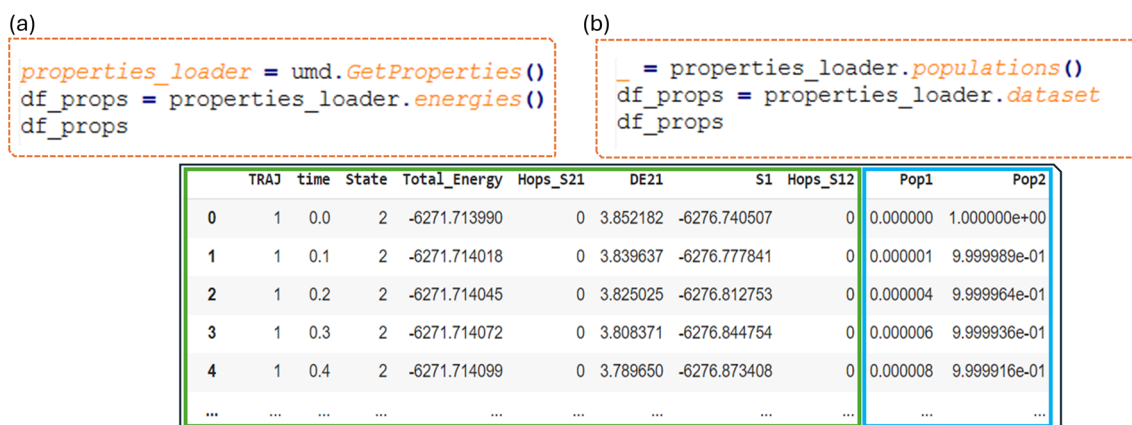 (a)
properties_loader = umd.GetProperties()
df_props = properties_loader.energies()
df_props
(b)
_ = properties_loader.populations()
df_props = properties_loader.dataset
df_props
TRAJ time State Total_Energy Hops_S21 DE21 S1 Hops_S12 Pop1 Pop2
0 1 0.0 2 -6271.713990 0 3.852182 -6276.740507 0 0.000000 1.000000e+00
1 1 0.1 2 -6271.714018 0 3.839637 -6276.777841 0 0.000001 9.999989e-01
2 1 0.2 2 -6271.714045 0 3.825025 -6276.812753 0 0.000004 9.999964e-01
3 1 0.3 2 -6271.714072 0 3.808371 -6276.844754 0 0.000006 9.999936e-01
4 1 0.4 2 -6271.714099 0 3.789650 -6276.873408 0 0.000008 9.999916e-01
... ... ... ... ... ... ... ... ... ... ...